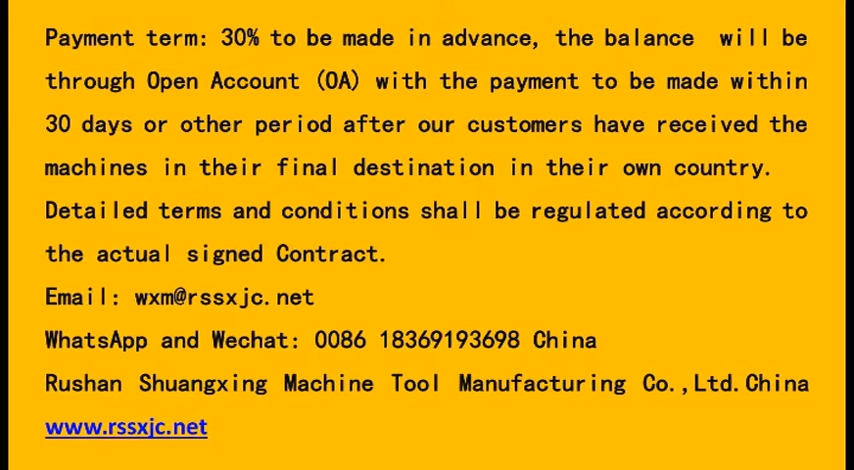 Payment term: 30% to be made in advance, the balance will be
through Open Account (OA) with the payment to be made within
30 days or other period after our customers have received the
machines in their final destination in their own country.
Detailed terms and conditions shall be regulated according to
the actual signed Contract.
Email: wxm@rssxjc.net
WhatsApp and Wechat: 0086 18369193698 China
Rushan Shuangxing Machine Tool Manufacturing Co.,Ltd.China
www.rssxjc.net